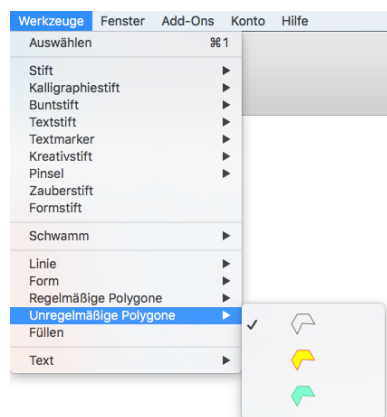 Werkzeuge Fenster Add-Ons Konto Hilfe
Auswählen ⌘1
Stift
Kalligraphiestift
Buntstift
Textstift
Textmarker
Kreativstift
Pinsel
Zauberstift
Formstift
Schwamm
Linie
Form
Regelmäßige Polygone
Unregelmäßige Polygone
Füllen
Text